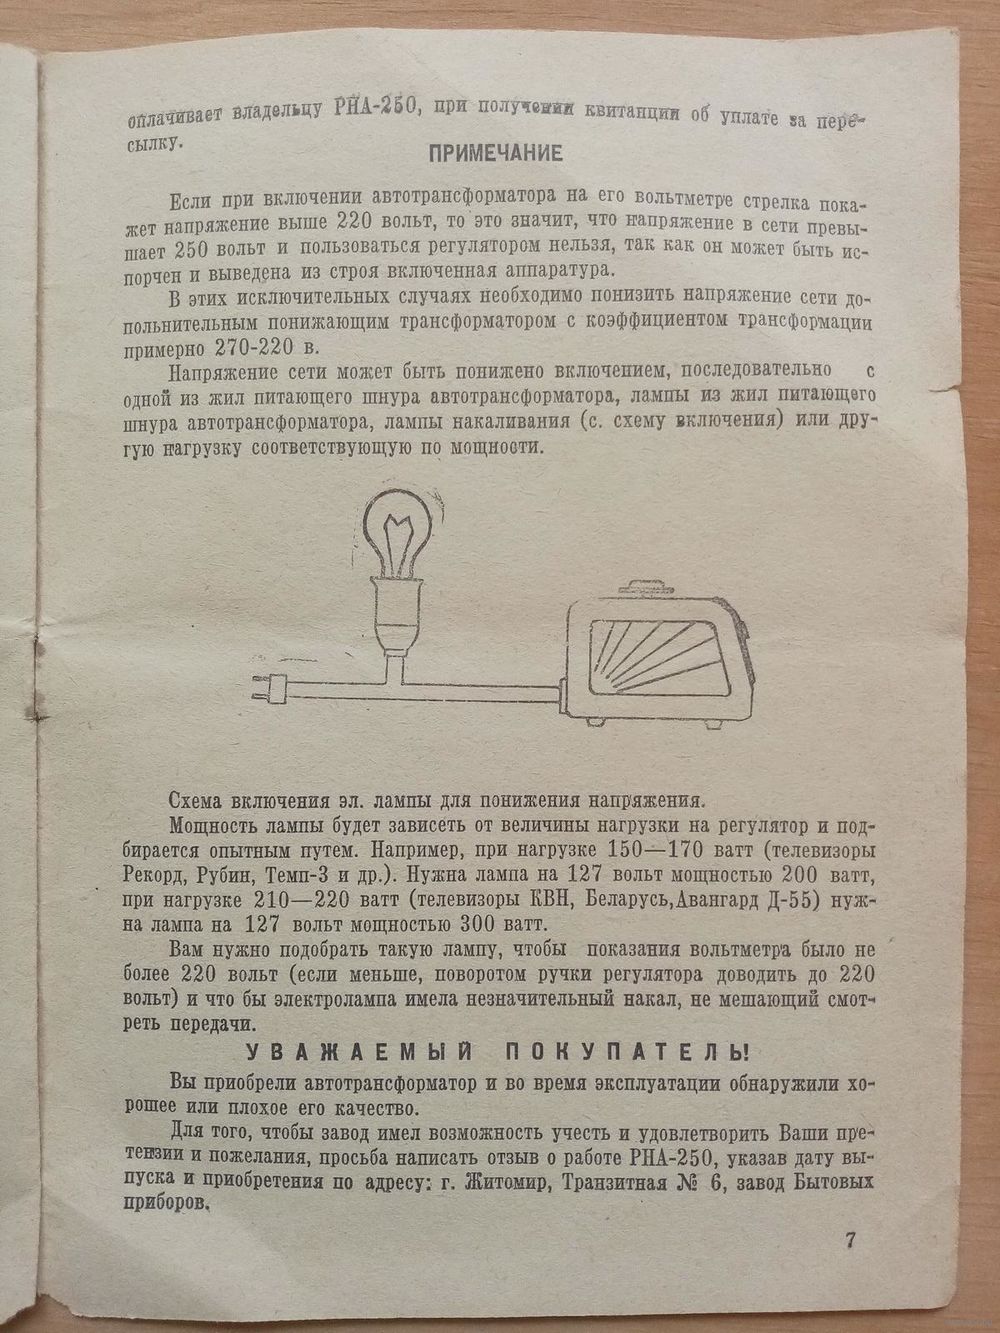 оплачивает владельцу РНА-250, при получении квитанции об уплате за пере-
сылку.
ПРИМЕЧАНИЕ
Если при включении автотрансформатора на его вольтметре стрелка пока-
жет напряжение выше 220 вольт, то это значит, что напряжение в сети превы-
шает 250 вольт и пользоваться регулятором нельзя, так как он может быть ис-
порчен и выведена из строя включенная аппаратура.
В этих исключительных случаях необходимо понизить напряжение сети до-
польнительным понижающим трансформатором с коэффициентом трансформации
примерно 270-220 в.
Напряжение сети может быть понижено включением, последовательно с
одной из жил питающего шнура автотрансформатора, лампы из жил питающего
шнура автотрансформатора, лампы накаливания (с. схему включения) или дру-
гую нагрузку соответствующую по мощности.
Схема включения эл. лампы для понижения напряжения.
Мощность лампы будет зависеть от величины нагрузки на регулятор и под-
бирается опытным путем. Например, при нагрузке 150—170 ватт (телевизоры
Рекорд, Рубин, Темп-3 и др.). Нужна лампа на 127 вольт мощностью 200 ватт,
при нагрузке 210—220 ватт (телевизоры КВН, Беларусь,Авангард Д-55) нуж-
на лампа на 127 вольт мощностью 300 ватт.
Вам нужно подобрать такую лампу, чтобы показания вольтметра было не
более 220 вольт (если меньше, поворотом ручки регулятора доводить до 220
вольт) и что бы электролампа имела незначительный накал, не мешающий смот-
реть передачи.
УВАЖАЕМЫЙ ПОКУПАТЕЛЬ!
Вы приобрели автотрансформатор и во время эксплуатации обнаружили хо-
рошее или плохое его качество.
Для того, чтобы завод имел возможность учесть и удовлетворить Ваши пре-
тензии и пожелания, просьба написать отзыв о работе РНА-250, указав дату вы-
пуска и приобретения по адресу: г. Житомир, Транзитная № 6, завод Бытовых
приборов.
7